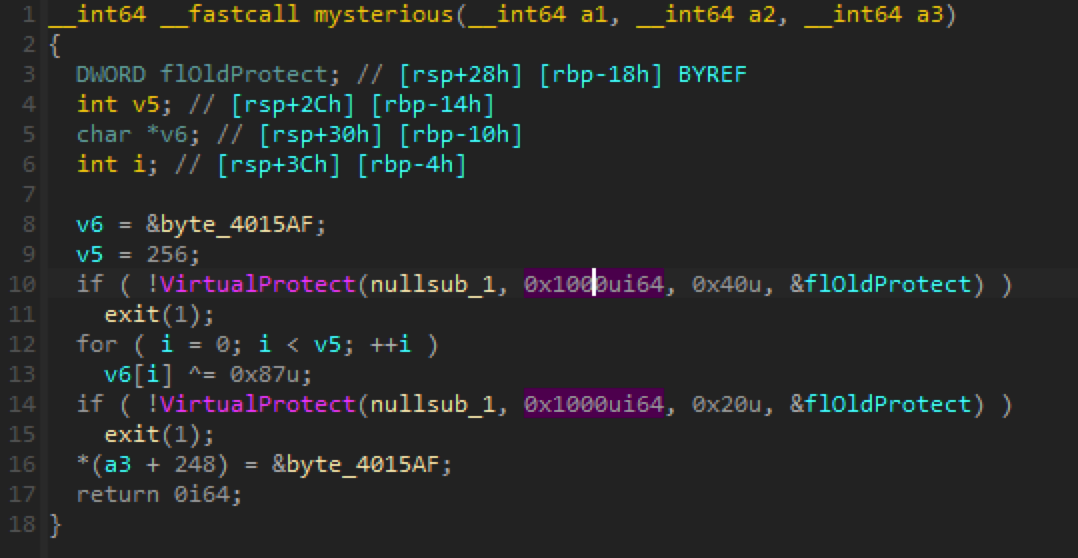 1 __int64 __fastcall mysterious(__int64 a1, __int64 a2, __int64 a3)
2 {
3 DWORD flOldProtect; // [rsp+28h] [rbp-18h] BYREF
4 int v5; // [rsp+2Ch] [rbp-14h]
5 char *v6; // [rsp+30h] [rbp-10h]
6 int i; // [rsp+3Ch] [rbp-4h]
7
8 v6 = &byte_4015AF;
9 v5 = 256;
10 if ( !VirtualProtect(nullsub_1, 0x1000ui64, 0x40u, &flOldProtect) )
11 exit(1);
12 for ( i = 0; i < v5; ++i )
13 v6[i] ^= 0x87u;
14 if ( !VirtualProtect(nullsub_1, 0x1000ui64, 0x20u, &flOldProtect) )
15 exit(1);
16 *(a3 + 248) = &byte_4015AF;
17 return 0i64;
18 }